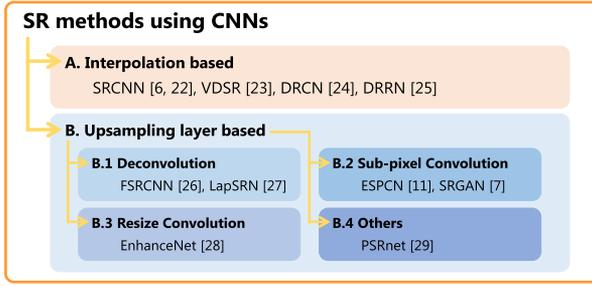 SR methods using CNNs
A. Interpolation based
SRCNN [6, 22], VDSR [23], DRCN [24], DRRN [25]
B. Upsampling layer based
B.1 Deconvolution
FSRCNN [26], LapSRN [27]
B.2 Sub-pixel Convolution
ESPCN [11], SRGAN [7]
B.3 Resize Convolution
EnhanceNet [28]
B.4 Others
PSRnet [29]